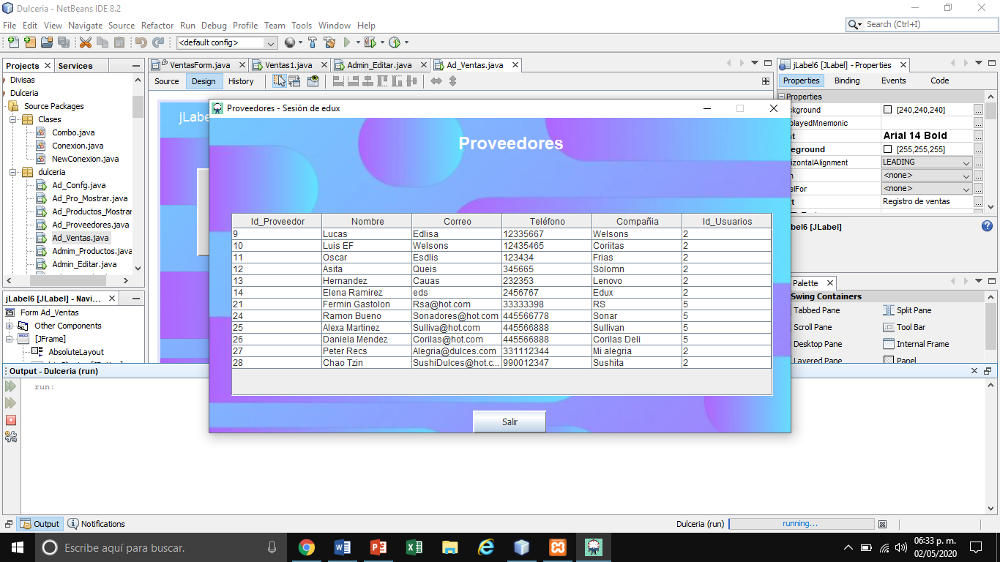 Dulceria - NetBeans IDE 8.2
File Edit View Navigate Source Refactor Run Debug Profile Team Tools Window Help
Search (Ctrl+I)
<default config>
Projects Services
Divisas
Dulceria
Source Packages
Clases
Combo.java
Conexion.java
NewConexion.java
dulceria
Ad_Confg.java
Ad_Pro_Mostrar.java
Ad_Productos_Mostrar
Ad_Proveedores.java
Ad_Ventas.java
Admim_Productos.java
Admin_Editar.java
VentasForm.java Ventas1.java Admin_Editar.java Ad_Ventas.java
Source Design History
jLabe
Proveedores - Sesión de edux
Proveedores
Id_Proveedor Nombre Correo Teléfono Compañia Id_Usuarios
9 Lucas Edlisa 12335667 Welsons 2
10 Luis EF Welsons 12435465 Coriitas 2
11 Oscar Esdlis 123434 Frias 2
12 Asita Queis 345665 Solomn 2
13 Hernandez Cauas 232353 Lenovo 2
14 Elena Ramirez eds 2456767 Edux 2
21 Fermin Gastolon Rsa@hot.com 33333398 RS 5
24 Ramon Bueno Sonadores@hot.com 445566778 Sonar 5
25 Alexa Martinez Sulliva@hot.com 445566888 Sullivan 5
26 Daniela Mendez Corilas@hot.com 445566888 Corilas Deli 5
27 Peter Recs Alegria@dulces.com 331112344 Mi alegria 2
28 Chao Tzin SushiDulces@hot.c... 990012347 Sushita 2
Salir
jLabel6 [JLabel] - Properties
Properties Binding Events Code
Properties
ckground [240,240,240]
playedMnemonic
nt Arial 14 Bold
reground [255,255,255]
rizontalAlignment LEADING
n <none>
elFor <none>
xt Registro de ventas
bel6 [JLabel]
Palette
Swing Containers
Tabbed Pane Split Pane
Scroll Pane Tool Bar
Desktop Pane Internal Frame
Layered Pane Panel
jLabel6 [JLabel] - Navi...
Form Ad_Ventas
Other Components
[JFrame]
AbsoluteLayout
Output - Dulceria (run)
run:
Output Notifications
Dulceria (run) running...
Escribe aquí para buscar.
06:33 p. m.
02/05/2020